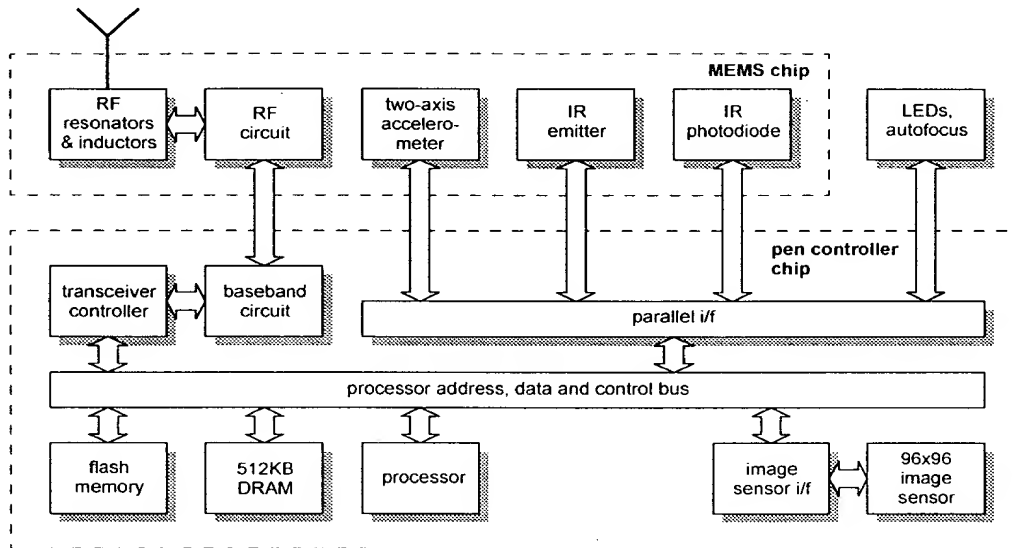 MEMS chip
RF
resonators
& inductors
RF
circuit
two-axis
accelero-
meter
IR
emitter
IR
photodiode
LEDs,
autofocus
pen controller
chip
transceiver
controller
baseband
circuit
parallel i/f
processor address, data and control bus
flash
memory
512KB
DRAM
processor
image
sensor i/f
96x96
image
sensor